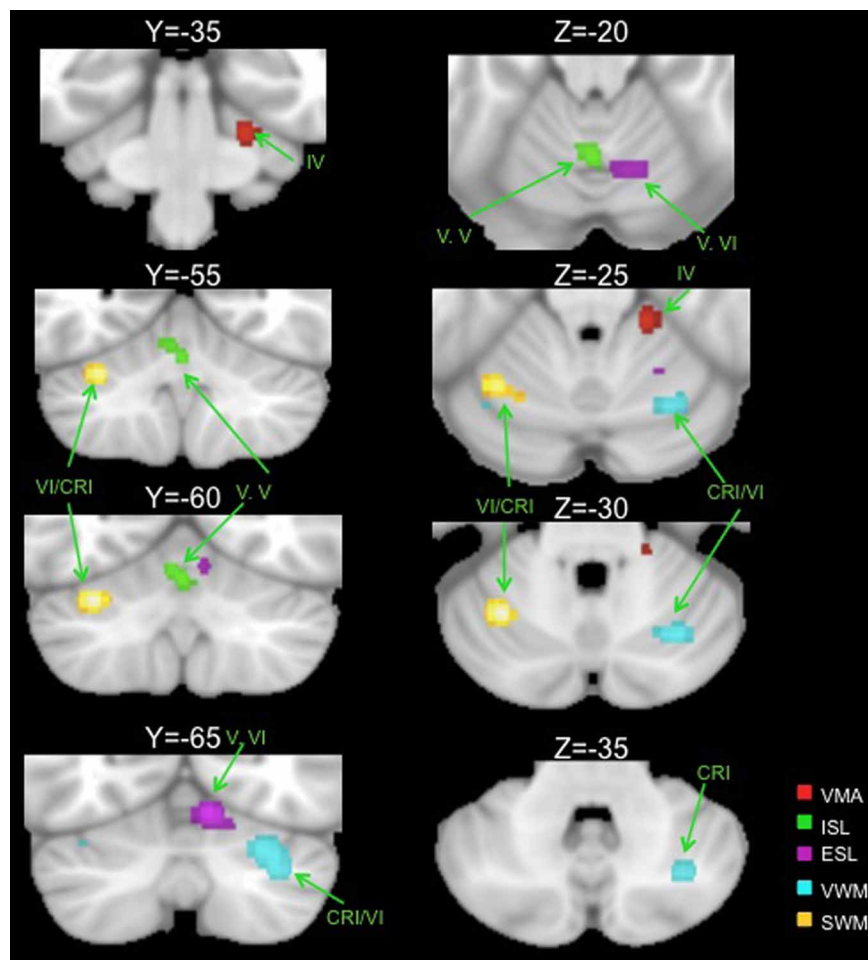 Y=-35
IV
Z=-20
V. V
V. VI
Y=-55
Z=-25
IV
VI/CRI
V. V
VI/CRI
CRI/VI
Y=-60
Z=-30
Y=-65
V. VI
CRI/VI
Z=-35
CRI
VMA
ISL
ESL
VWM
SWM